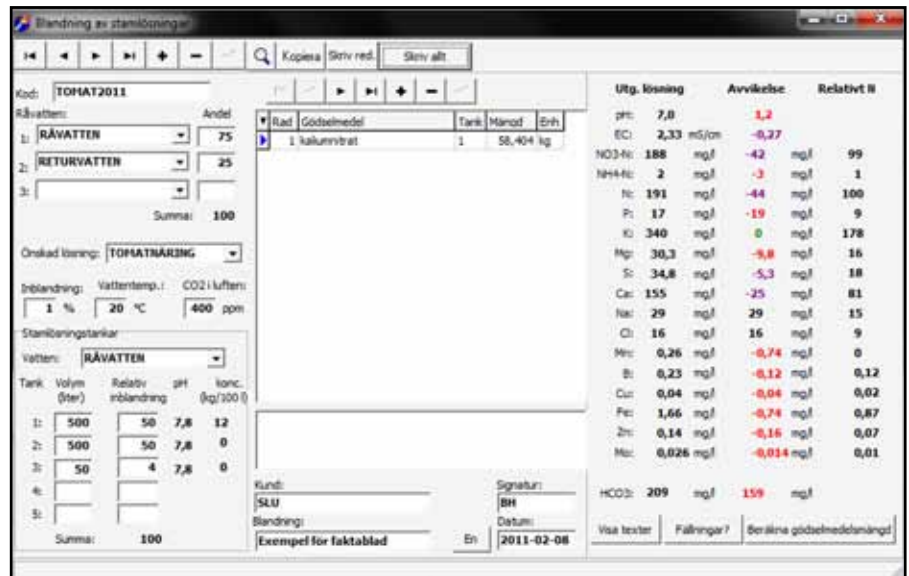 Blandning av stamlösningar
Kopiera Skriv red. Skriv allt
Kod: TOMAT2011
Råvatten: Andel
1: RÅVATTEN 75
2: RETURVATTEN 25
3:
Summa: 100
Önskad lösning: TOMATNÄRING
Inblandning: Vattentemp.: CO2 i luften:
1 % 20 °C 400 ppm
Stamlösningstankar
Vatten: RÅVATTEN
Tank Volym (liter) Relativ inblandning pH konc. (kg/100 l)
1: 500 50 7,8 12
2: 500 50 7,8 0
3: 50 4 7,8 0
4:
5:
Summa: 100
Rad Gödselmedel Tank Mängd Enh
1 kaliumnitrat 1 58,404 kg
Kund: Signatur:
SLU BH
Blandning: Datum:
Exempel för faktablad En 2011-02-08
Utg. lösning Avvikelse Relativt N
pH: 7,0 1,2
EC: 2,33 mS/cm -0,27
NO3-N: 188 mg/l -42 mg/l 99
NH4-N: 2 mg/l -3 mg/l 1
N: 191 mg/l -44 mg/l 100
P: 17 mg/l -19 mg/l 9
K: 340 mg/l 0 mg/l 178
Mg: 30,3 mg/l -9,8 mg/l 16
S: 34,8 mg/l -5,3 mg/l 18
Ca: 155 mg/l -25 mg/l 81
Na: 29 mg/l 29 mg/l 15
Cl: 16 mg/l 16 mg/l 9
Mn: 0,26 mg/l -0,74 mg/l 0
B: 0,23 mg/l -0,12 mg/l 0,12
Cu: 0,04 mg/l -0,04 mg/l 0,02
Fe: 1,66 mg/l -0,74 mg/l 0,87
Zn: 0,14 mg/l -0,16 mg/l 0,07
Mo: 0,026 mg/l -0,014 mg/l 0,01
HCO3: 209 mg/l 159 mg/l
Visa texter Fällningar? Beräkna gödselmedelsmängd